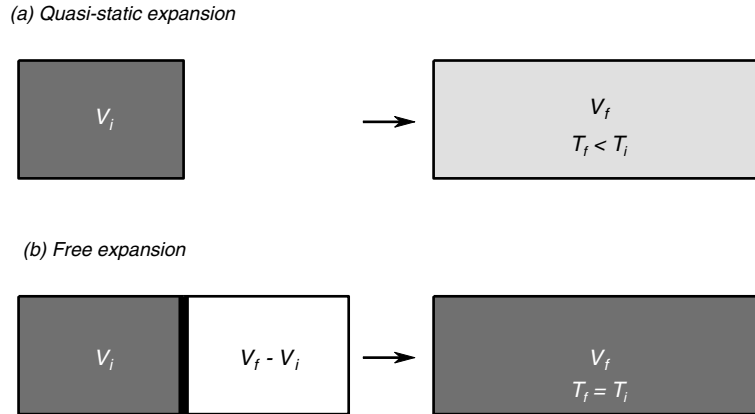 (a) Quasi-static expansion
V_i
V_f
T_f < T_i
(b) Free expansion
V_i
V_f - V_i
V_f
T_f = T_i